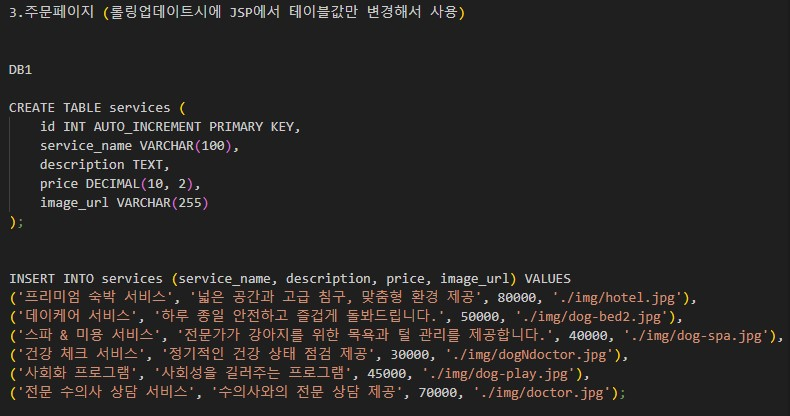 3.주문페이지 (롤링업데이트시에 JSP에서 테이블값만 변경해서 사용)
DB1
CREATE TABLE services (
id INT AUTO_INCREMENT PRIMARY KEY,
service_name VARCHAR(100),
description TEXT,
price DECIMAL(10, 2),
image_url VARCHAR(255)
);
INSERT INTO services (service_name, description, price, image_url) VALUES
('프리미엄 숙박 서비스', '넓은 공간과 고급 침구, 맞춤형 환경 제공', 80000, './img/hotel.jpg'),
('데이케어 서비스', '하루 종일 안전하고 즐겁게 돌봐드립니다.', 50000, './img/dog-bed2.jpg'),
('스파 & 미용 서비스', '전문가가 강아지를 위한 목욕과 털 관리를 제공합니다.', 40000, './img/dog-spa.jpg'),
('건강 체크 서비스', '정기적인 건강 상태 점검 제공', 30000, './img/dogNdoctor.jpg'),
('사회화 프로그램', '사회성을 길러주는 프로그램', 45000, './img/dog-play.jpg'),
('전문 수의사 상담 서비스', '수의사와의 전문 상담 제공', 70000, './img/doctor.jpg');